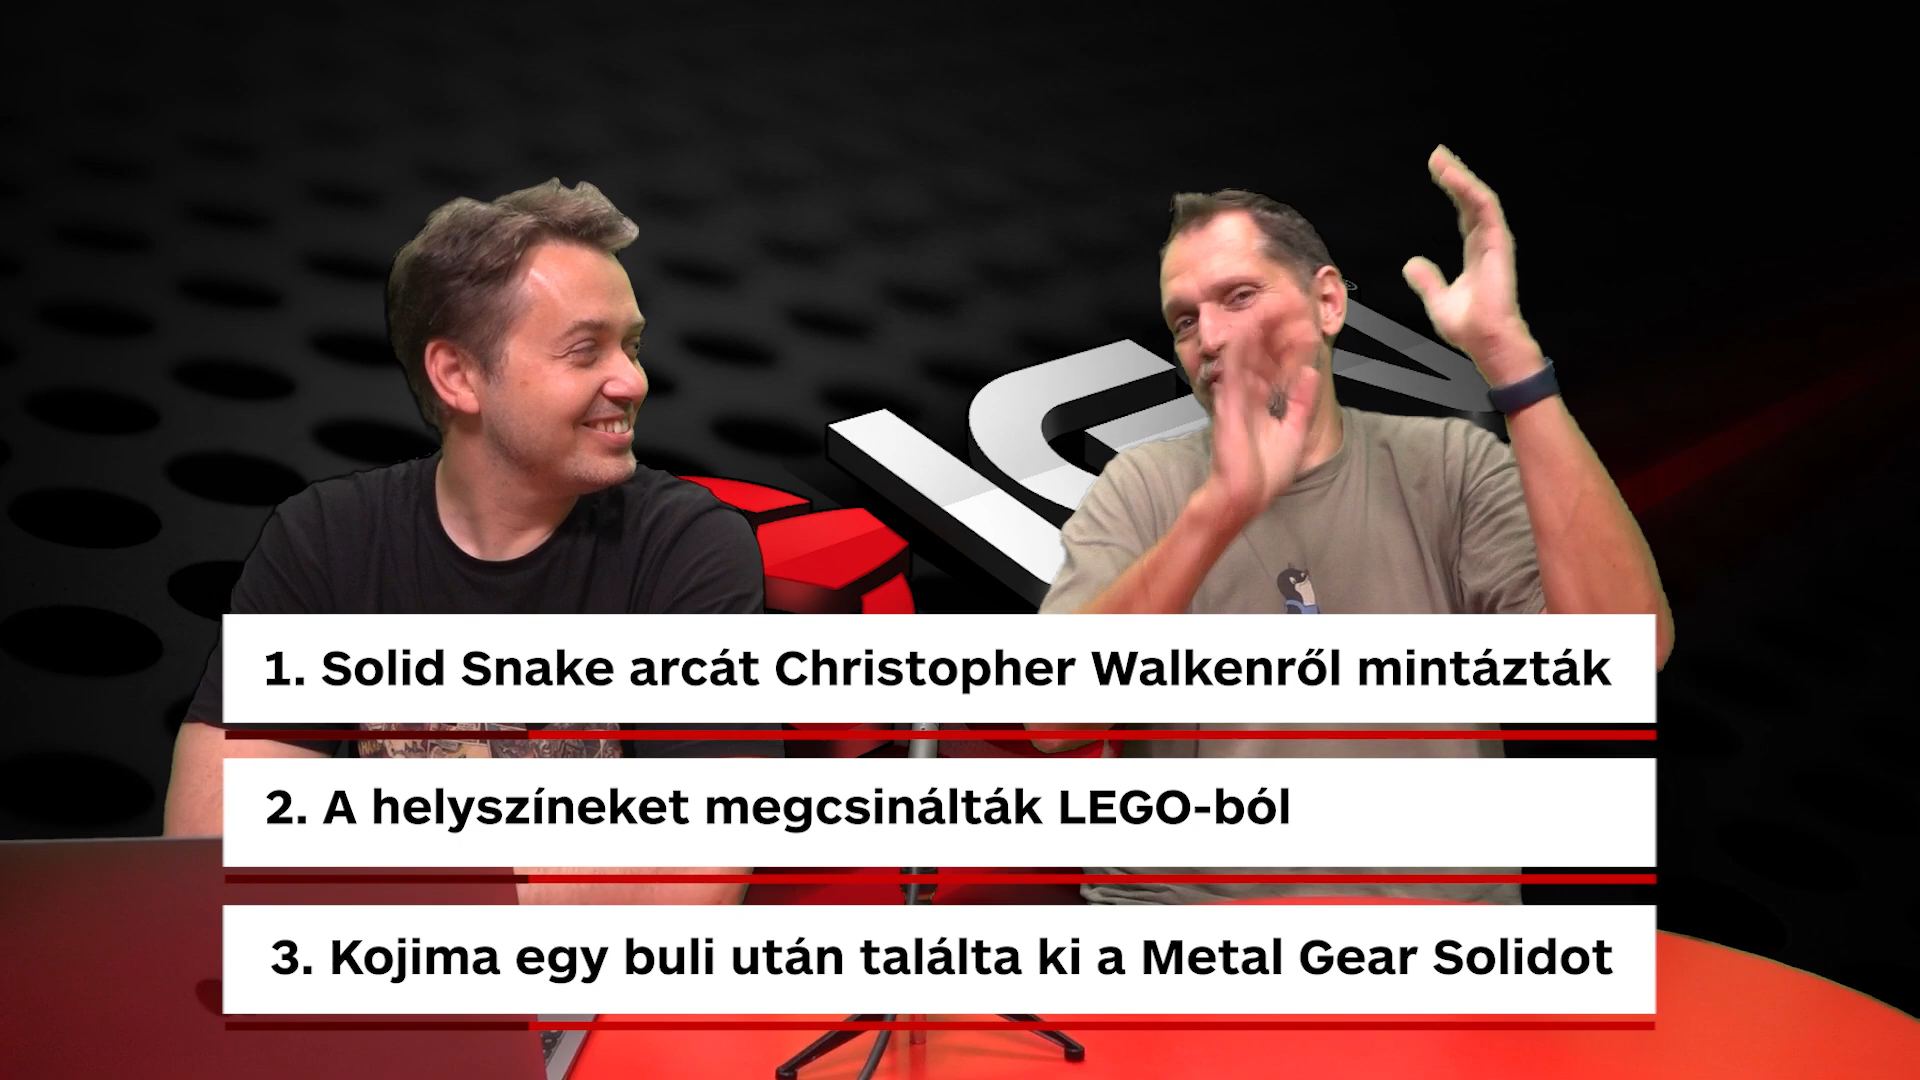 IGN
1. Solid Snake arcát Christopher Walkenről mintázták
2. A helyszíneket megcsinálták LEGO-ból
3. Kojima egy buli után találta ki a Metal Gear Solidot